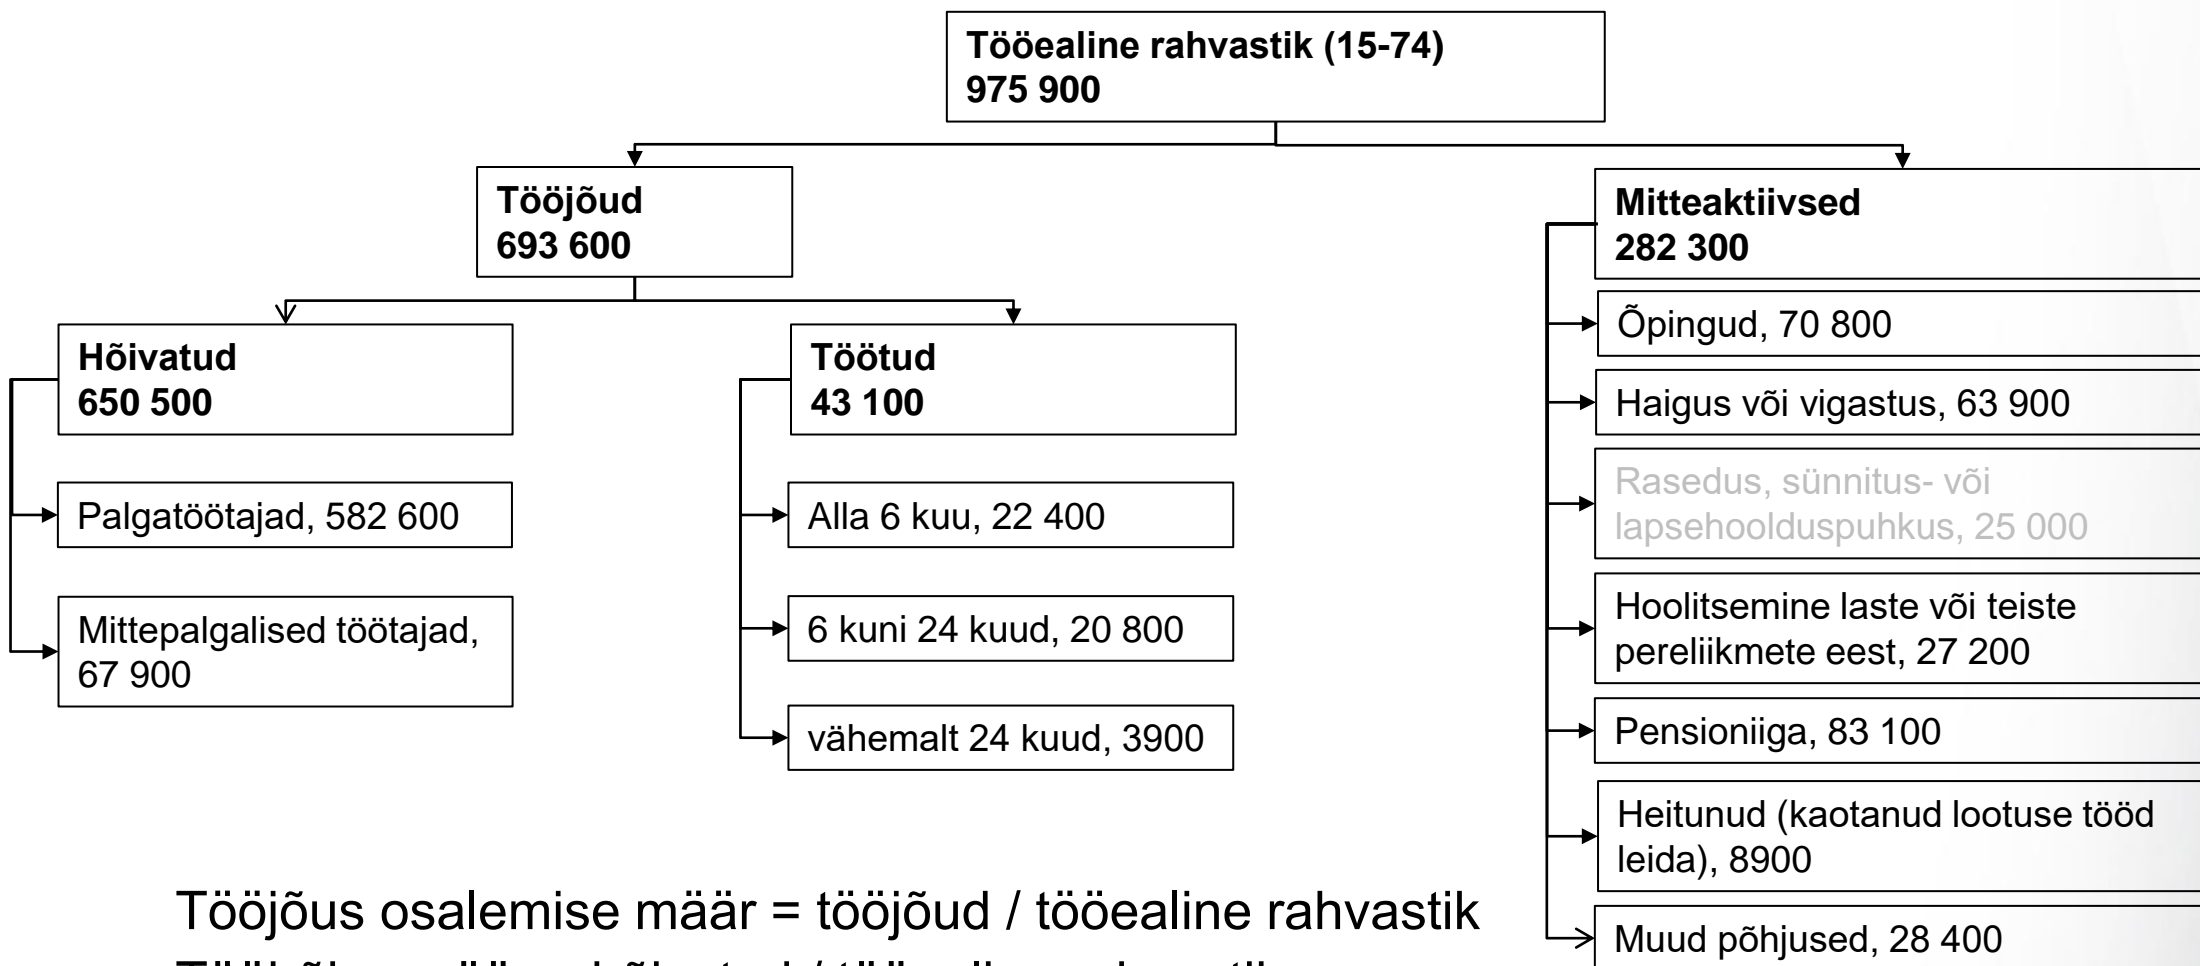 Tööealine rahvastik (15-74)
975 900
Tööjõud
693 600
Mitteaktiivsed
282 300
Hõivatud
650 500
Palgatöötajad, 582 600
Mittepalgalised töötajad,
67 900
Töötud
43 100
Alla 6 kuu, 22 400
6 kuni 24 kuud, 20 800
vähemalt 24 kuud, 3900
Õpingud, 70 800
Haigus või vigastus, 63 900
Rasedus, sünnitus- või
lapsehoolduspuhkus, 25 000
Hoolitsemine laste või teiste
pereliikmete eest, 27 200
Pensioniiga, 83 100
Heitunud (kaotanud lootuse tööd
leida), 8900
Muud põhjused, 28 400
Tööjõus osalemise määr = tööjõud / tööealine rahvastik